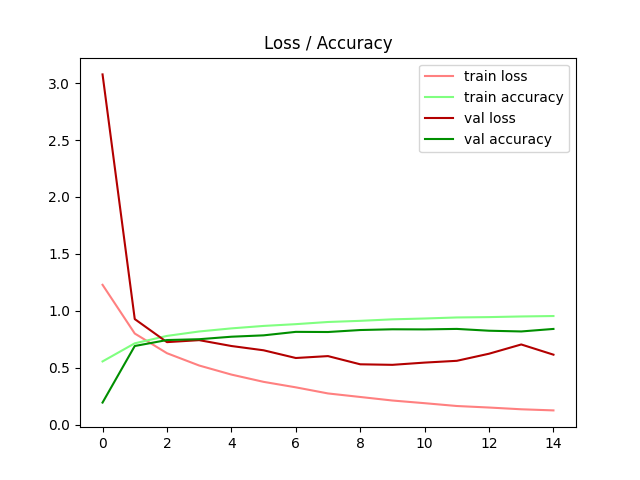 Loss / Accuracy
train loss
train accuracy
val loss
val accuracy
3.0
2.5
2.0
1.5
1.0
0.5
0.0
0 2 4 6 8 10 12 14